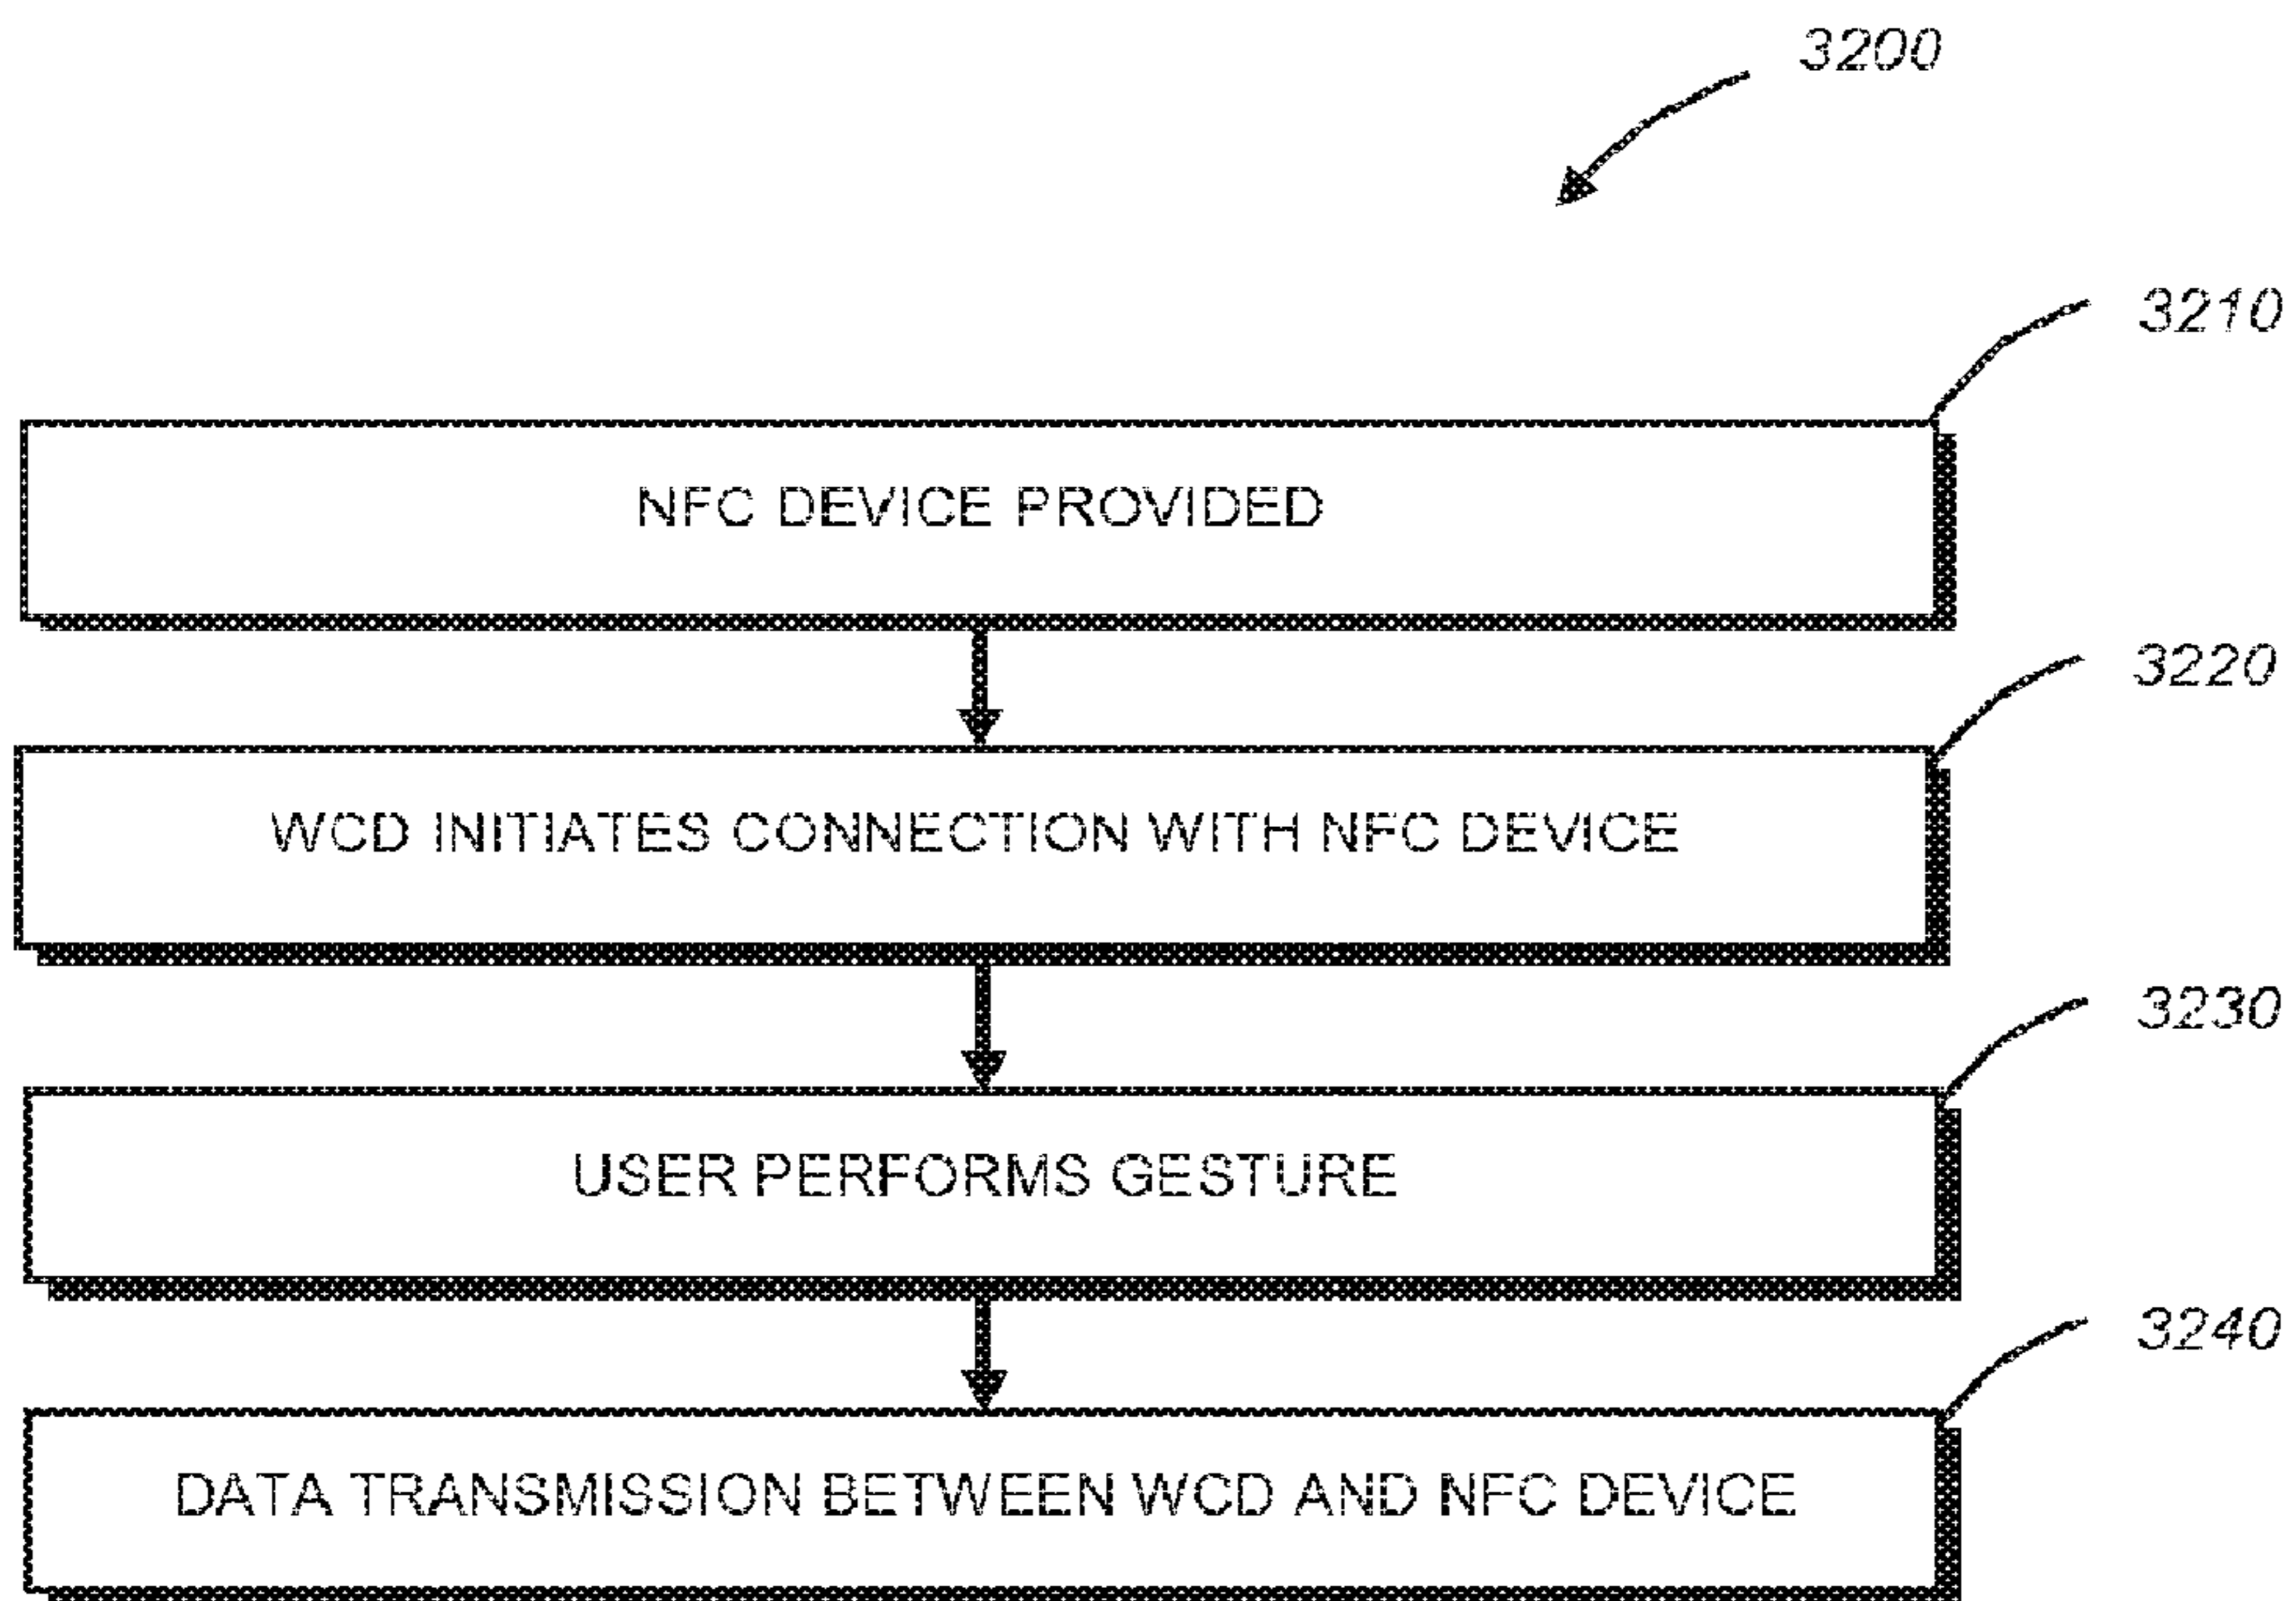 3200
3210
NFC DEVICE PROVIDED
3220
WCD INITIATES CONNECTION WITH NFC DEVICE
3230
USER PERFORMS GESTURE
3240
DATA TRANSMISSION BETWEEN WCD AND NFC DEVICE